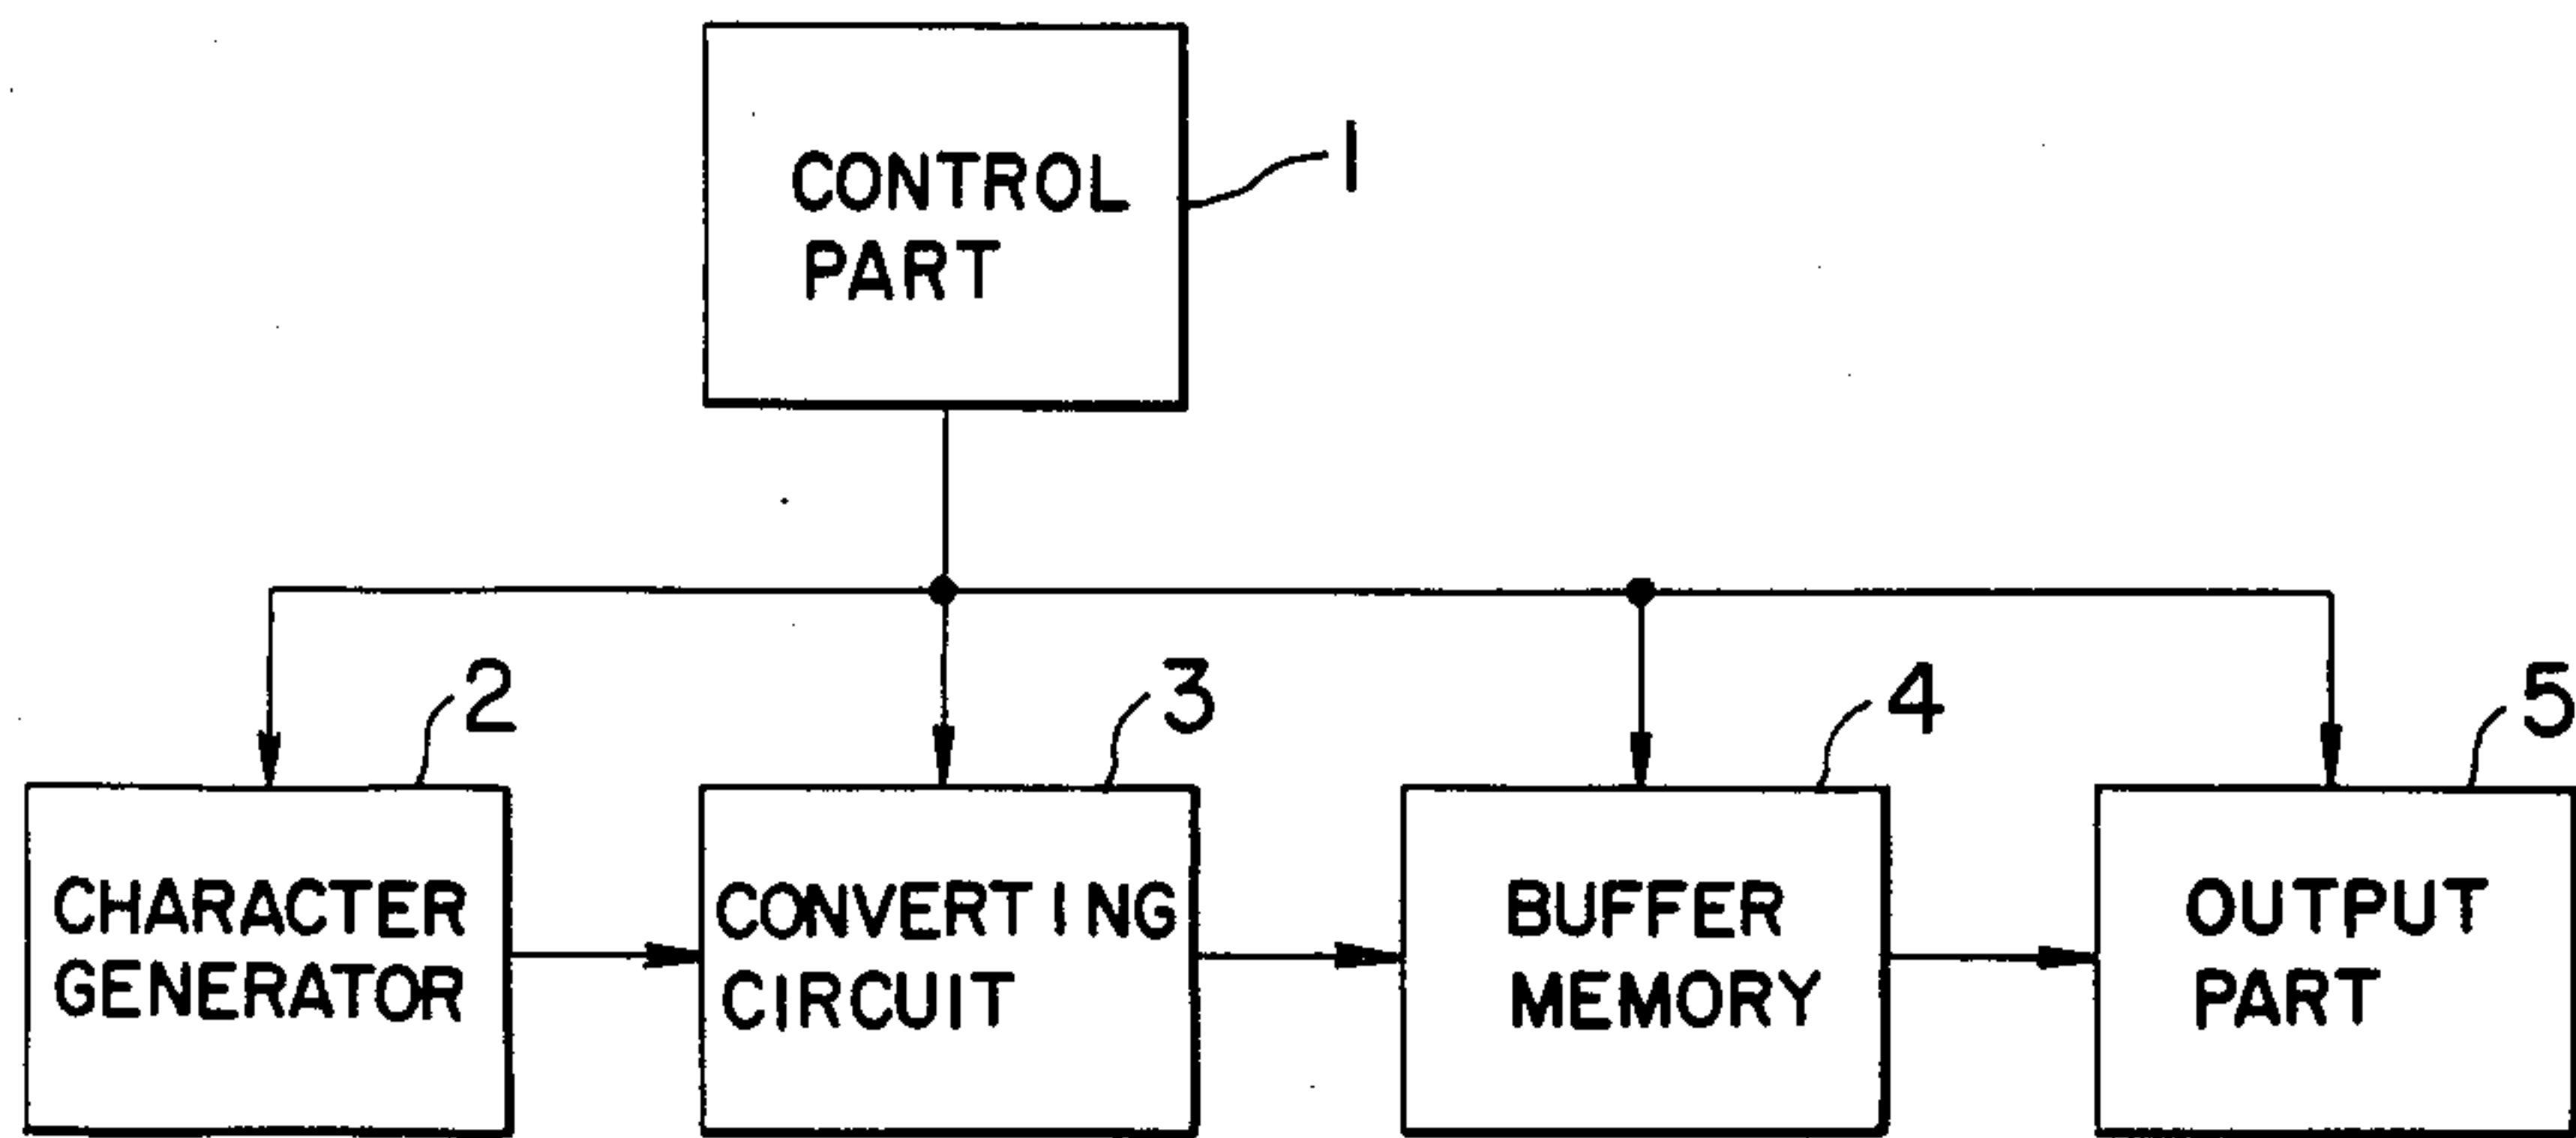 CONTROL
PART
1
2
3
4
5
CHARACTER
GENERATOR
CONVERTING
CIRCUIT
BUFFER
MEMORY
OUTPUT
PART